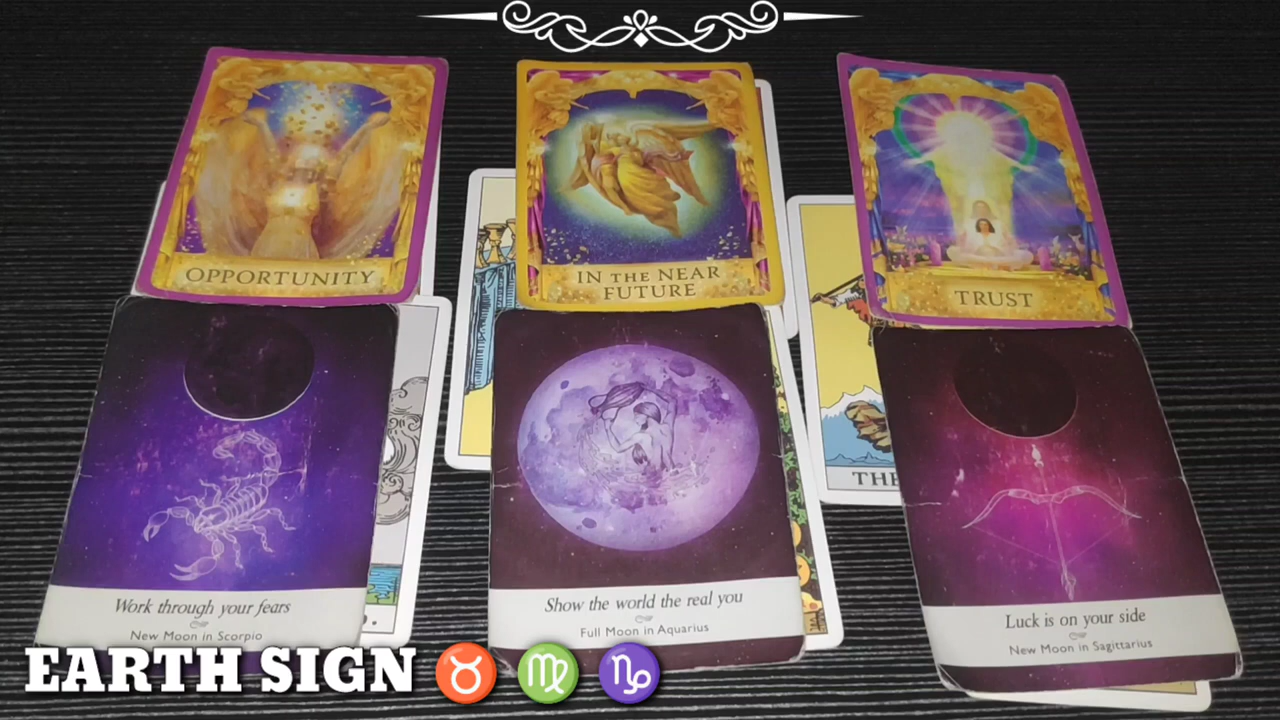 OPPORTUNITY
IN THE NEAR
FUTURE
TRUST
THE
Work through your fears
New Moon in Scorpio
Show the world the real you
Full Moon in Aquarius
Luck is on your side
New Moon in Sagittarius
EARTH SIGN ♉ ♍ ♑